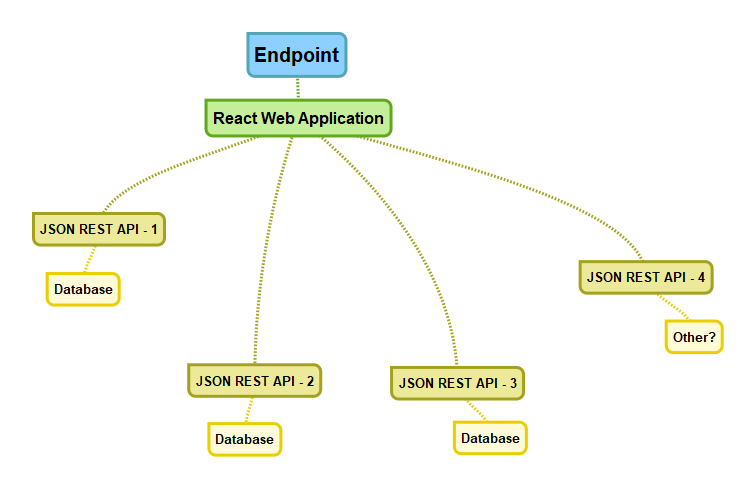 Endpoint
React Web Application
JSON REST API - 1
Database
JSON REST API - 4
Other?
JSON REST API - 2
Database
JSON REST API - 3
Database